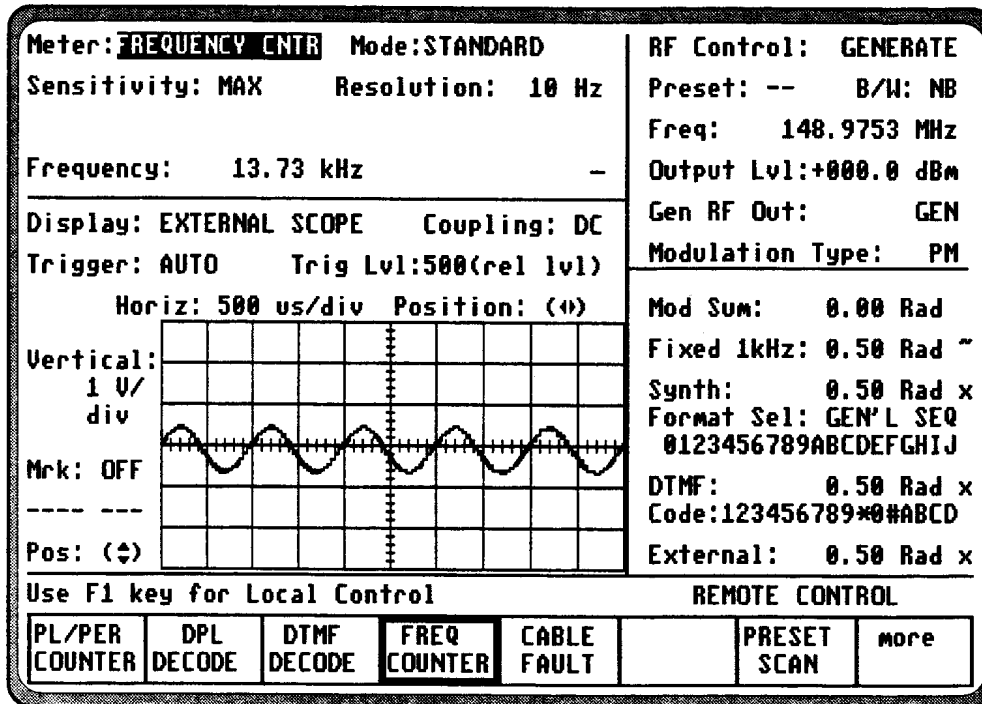 Meter:FREQUENCY CNTR Mode:STANDARD
Sensitivity: MAX Resolution: 10 Hz
Frequency: 13.73 kHz –
Display: EXTERNAL SCOPE Coupling: DC
Trigger: AUTO Trig Lvl:500(rel lvl)
Horiz: 500 us/div Position: (◂▸)
Vertical:
1 V/
div
Mrk: OFF
---- ---
Pos: (▴▾)
RF Control: GENERATE
Preset: -- B/W: NB
Freq: 148.9753 MHz
Output Lvl:+000.0 dBm
Gen RF Out: GEN
Modulation Type: PM
Mod Sum: 0.00 Rad
Fixed 1kHz: 0.50 Rad ~
Synth: 0.50 Rad x
Format Sel: GEN'L SEQ
0123456789ABCDEFGHIJ
DTMF: 0.50 Rad x
Code:123456789*0#ABCD
External: 0.50 Rad x
Use F1 key for Local Control REMOTE CONTROL
PL/PER COUNTER
DPL DECODE
DTMF DECODE
FREQ COUNTER
CABLE FAULT
PRESET SCAN
more